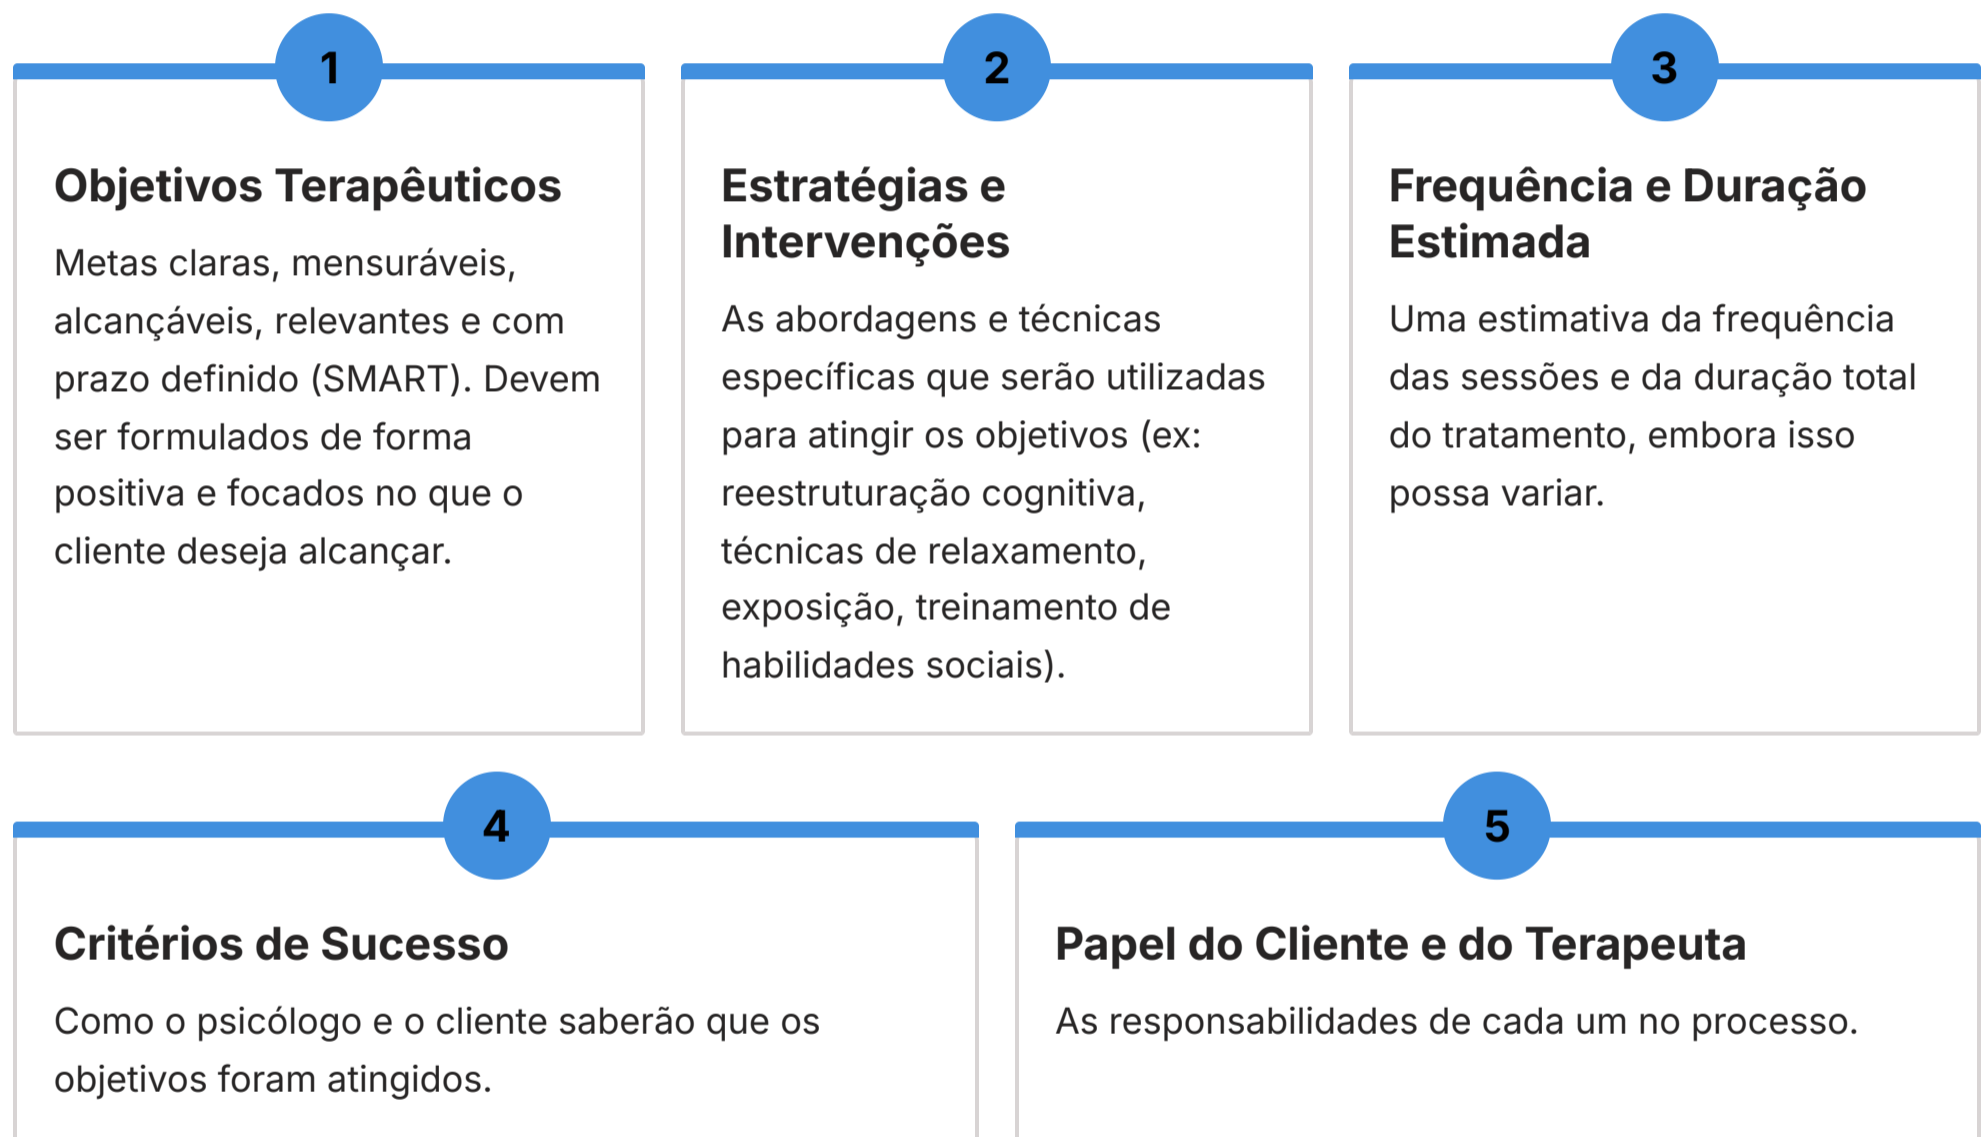 1
Objetivos Terapêuticos
Metas claras, mensuráveis,
alcançáveis, relevantes e com
prazo definido (SMART). Devem
ser formulados de forma
positiva e focados no que o
cliente deseja alcançar.
2
Estratégias e
Intervenções
As abordagens e técnicas
específicas que serão utilizadas
para atingir os objetivos (ex:
reestruturação cognitiva,
técnicas de relaxamento,
exposição, treinamento de
habilidades sociais).
3
Frequência e Duração
Estimada
Uma estimativa da frequência
das sessões e da duração total
do tratamento, embora isso
possa variar.
4
Critérios de Sucesso
Como o psicólogo e o cliente saberão que os
objetivos foram atingidos.
5
Papel do Cliente e do Terapeuta
As responsabilidades de cada um no processo.